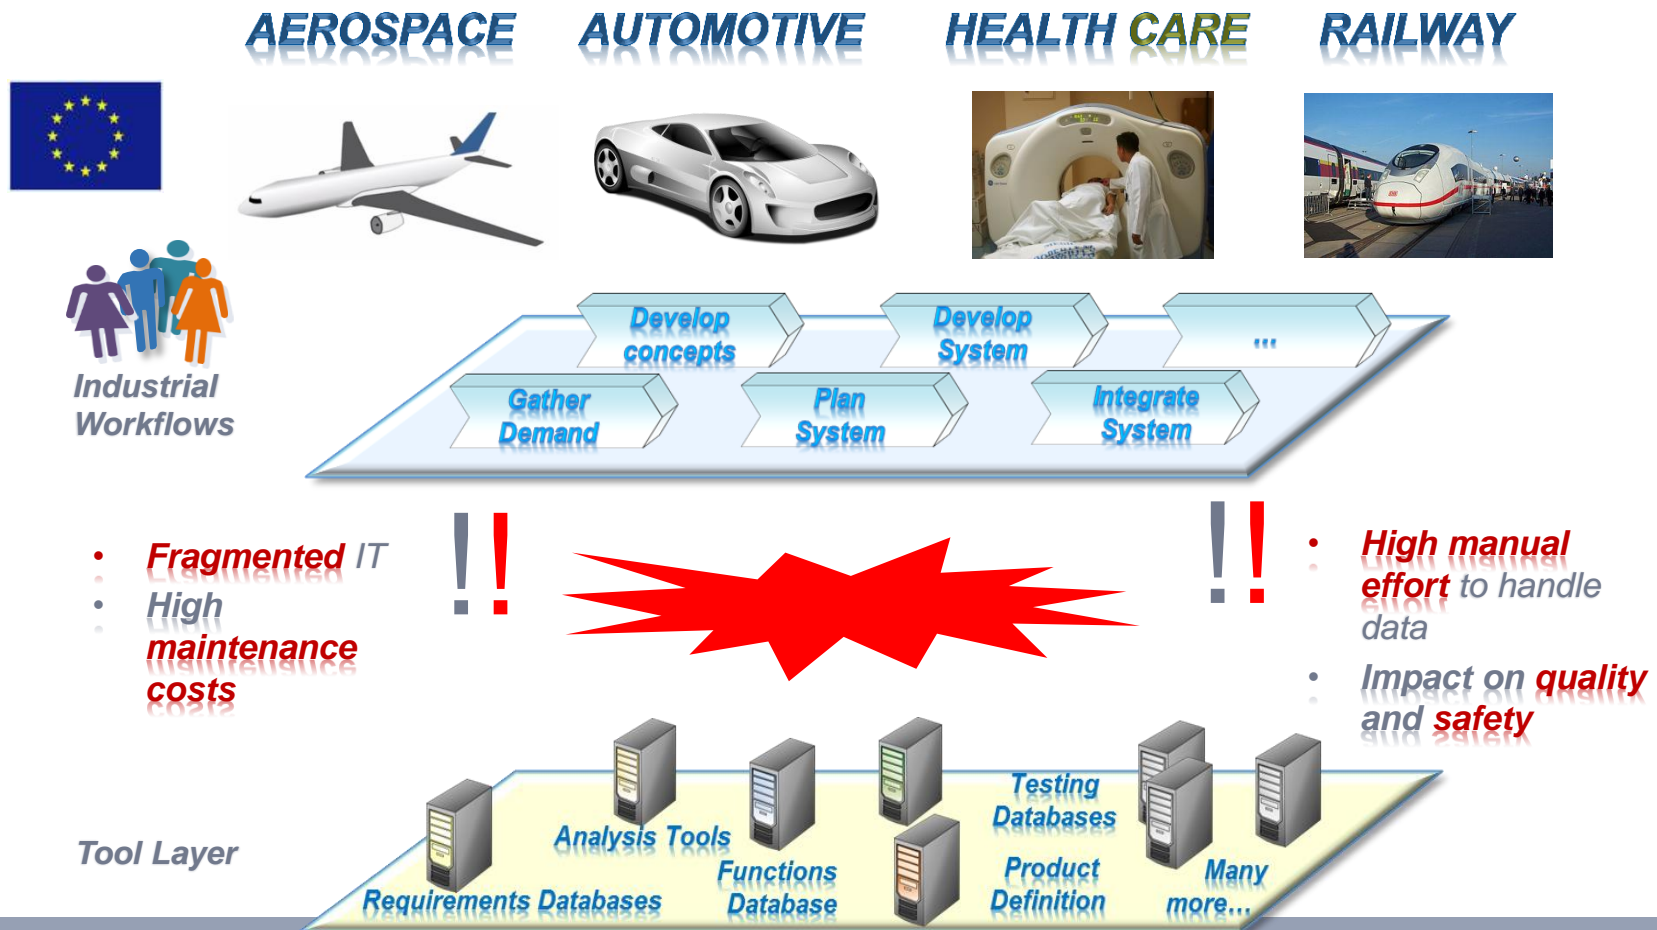 AEROSPACE
AUTOMOTIVE
HEALTH CARE
RAILWAY
Industrial
Workflows
Develop
concepts
Develop
System
...
Gather
Demand
Plan
System
Integrate
System
!!
!!
• Fragmented IT
• High
maintenance
costs
• High manual
effort to handle
data
• Impact on quality
and safety
Tool Layer
Requirements Databases
Analysis Tools
Functions
Database
Testing
Databases
Product
Definition
Many
more...